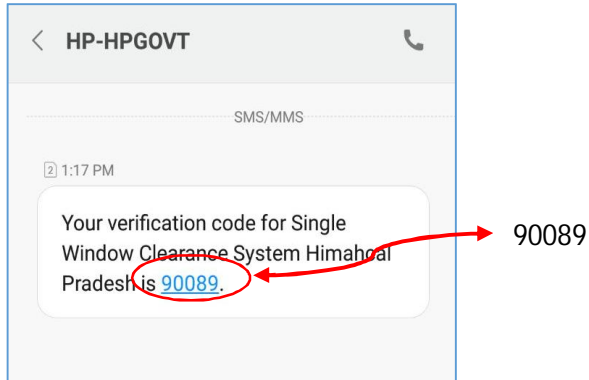 HP-HPGOVT
SMS/MMS
2 1:17 PM
Your verification code for Single
Window Clearance System Himahcal
Pradesh is 90089.
90089